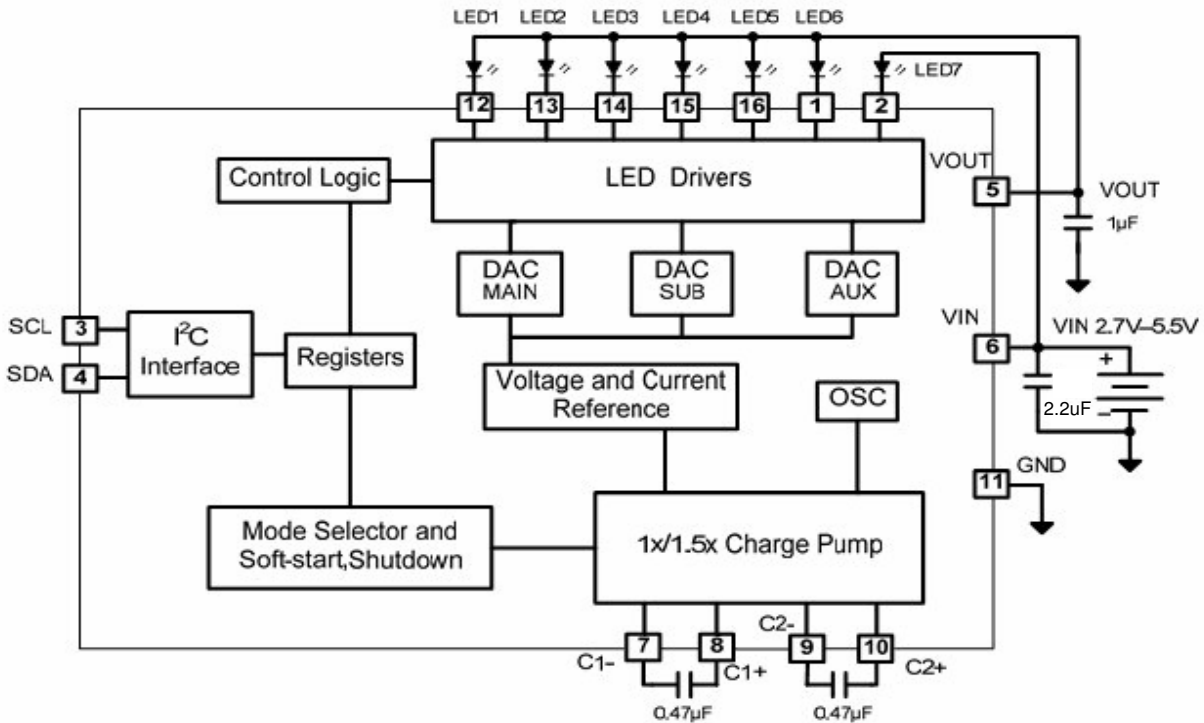 LED1 LED2 LED3 LED4 LED5 LED6
LED7
12 13 14 15 16 1 2
Control Logic
LED Drivers
VOUT
5
VOUT
1µF
DAC
MAIN
DAC
SUB
DAC
AUX
SCL 3
SDA 4
I²C
Interface
Registers
VIN
6
VIN 2.7V–5.5V
+
2.2uF
–
Voltage and Current
Reference
OSC
GND
11
Mode Selector and
Soft-start,Shutdown
1x/1.5x Charge Pump
C1- 7 8 C1+
C2- 9 10 C2+
0.47µF 0.47µF